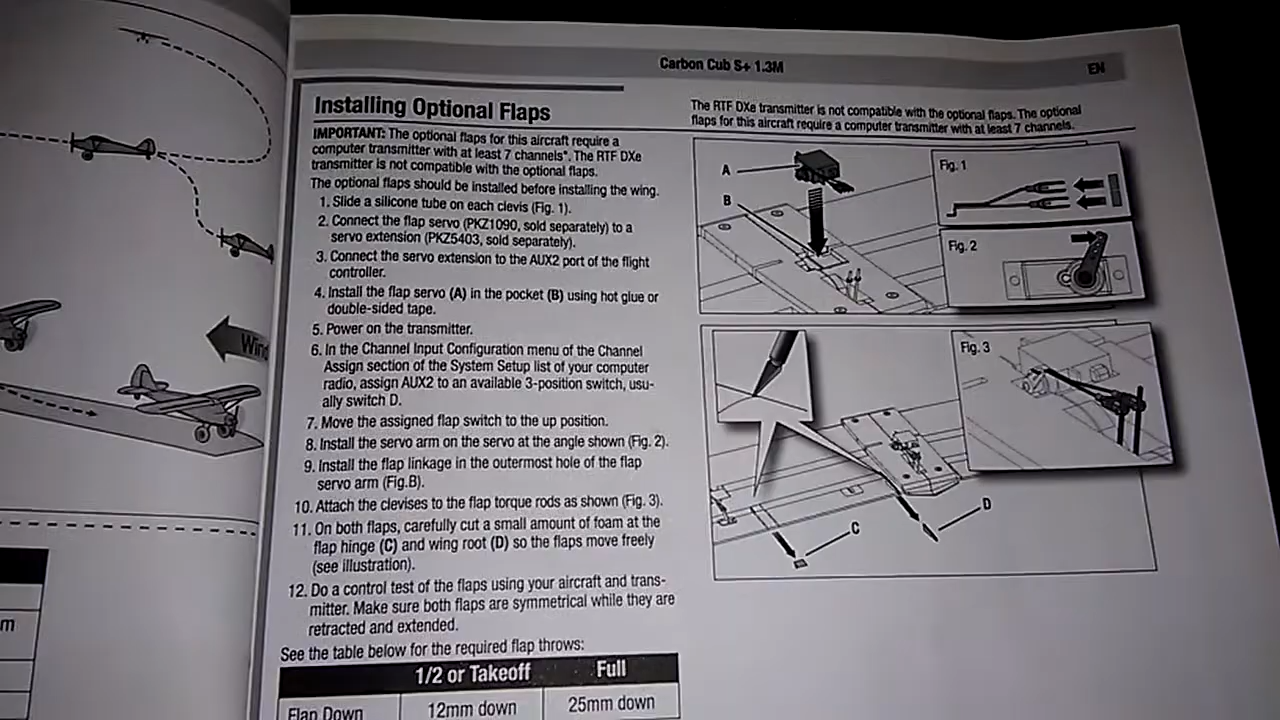 Carbon Cub S+ 1.3M
EN
Installing Optional Flaps
IMPORTANT: The optional flaps for this aircraft require a
computer transmitter with at least 7 channels*. The RTF DXe
transmitter is not compatible with the optional flaps.
The optional flaps should be installed before installing the wing.
1. Slide a silicone tube on each clevis (Fig. 1).
2. Connect the flap servo (PKZ1090, sold separately) to a
servo extension (PKZ5403, sold separately).
3. Connect the servo extension to the AUX2 port of the flight
controller.
4. Install the flap servo (A) in the pocket (B) using hot glue or
double-sided tape.
5. Power on the transmitter.
6. In the Channel Input Configuration menu of the Channel
Assign section of the System Setup list of your computer
radio, assign AUX2 to an available 3-position switch, usu-
ally switch D.
7. Move the assigned flap switch to the up position.
8. Install the servo arm on the servo at the angle shown (Fig. 2).
9. Install the flap linkage in the outermost hole of the flap
servo arm (Fig.B).
10. Attach the clevises to the flap torque rods as shown (Fig. 3).
11. On both flaps, carefully cut a small amount of foam at the
flap hinge (C) and wing root (D) so the flaps move freely
(see illustration).
12. Do a control test of the flaps using your aircraft and trans-
mitter. Make sure both flaps are symmetrical while they are
retracted and extended.
See the table below for the required flap throws:
1/2 or Takeoff Full
Flap Down 12mm down 25mm down
The RTF DXe transmitter is not compatible with the optional flaps. The optional
flaps for this aircraft require a computer transmitter with at least 7 channels.
A
B
Fig. 1
Fig. 2
Fig. 3
C
D
Wind
m